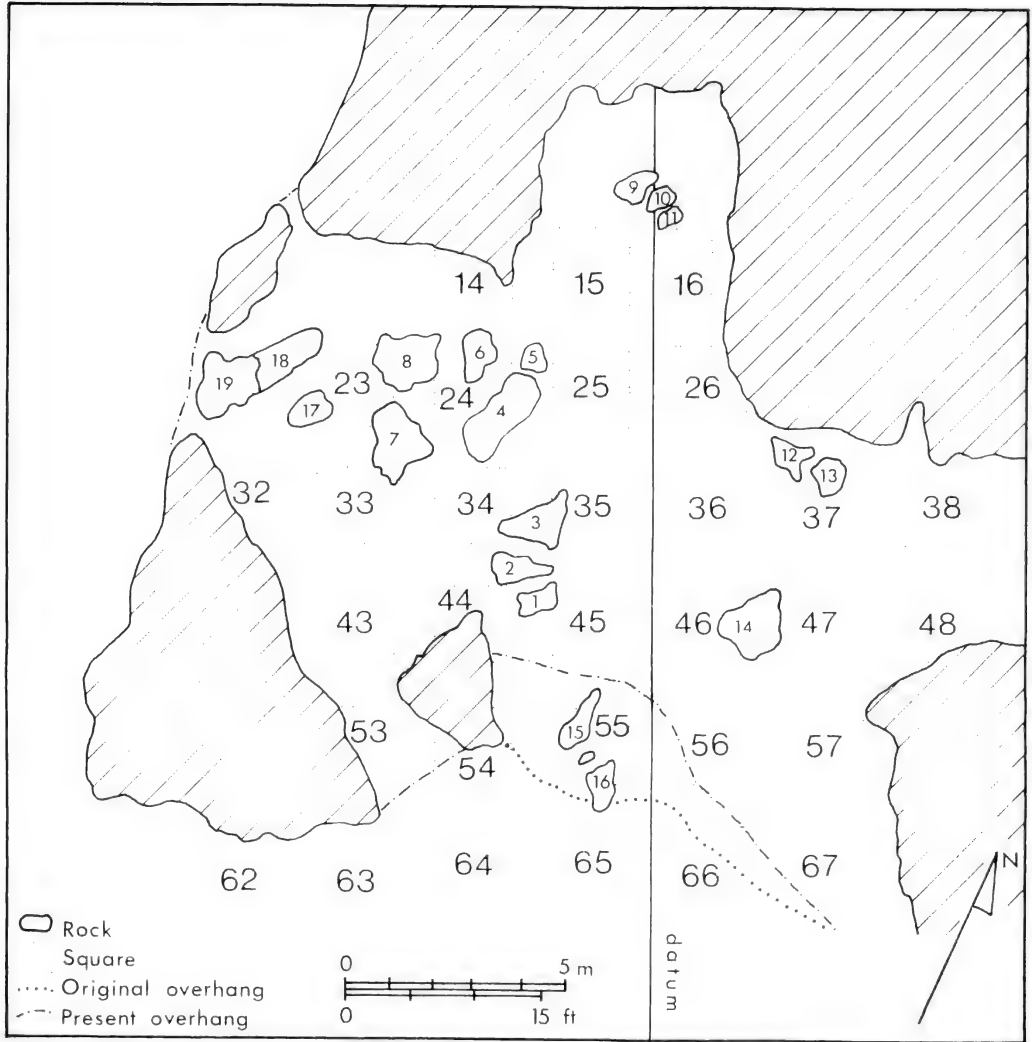 9
10
11
14 15 16
19 18 23 8 6 5
17 24 4 25 26
7
12 13
32 33 34 35 36 37 38
3
2
1
43 44 45 46 14 47 48
15 55
53 54 56 57
16
62 63 64 65 66 67
N
Rock
Square
Original overhang
Present overhang
0 5 m
0 15 ft
datum